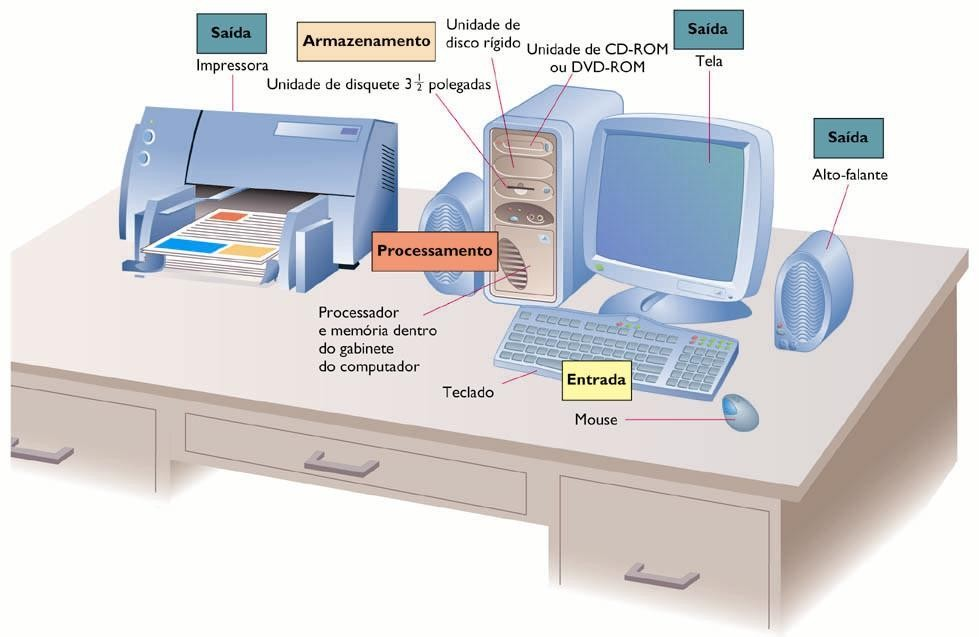 Saída
Impressora
Armazenamento
Unidade de
disco rígido
Unidade de CD-ROM
ou DVD-ROM
Unidade de disquete 3 ½ polegadas
Saída
Tela
Saída
Alto-falante
Processamento
Processador
e memória dentro
do gabinete
do computador
Teclado
Entrada
Mouse